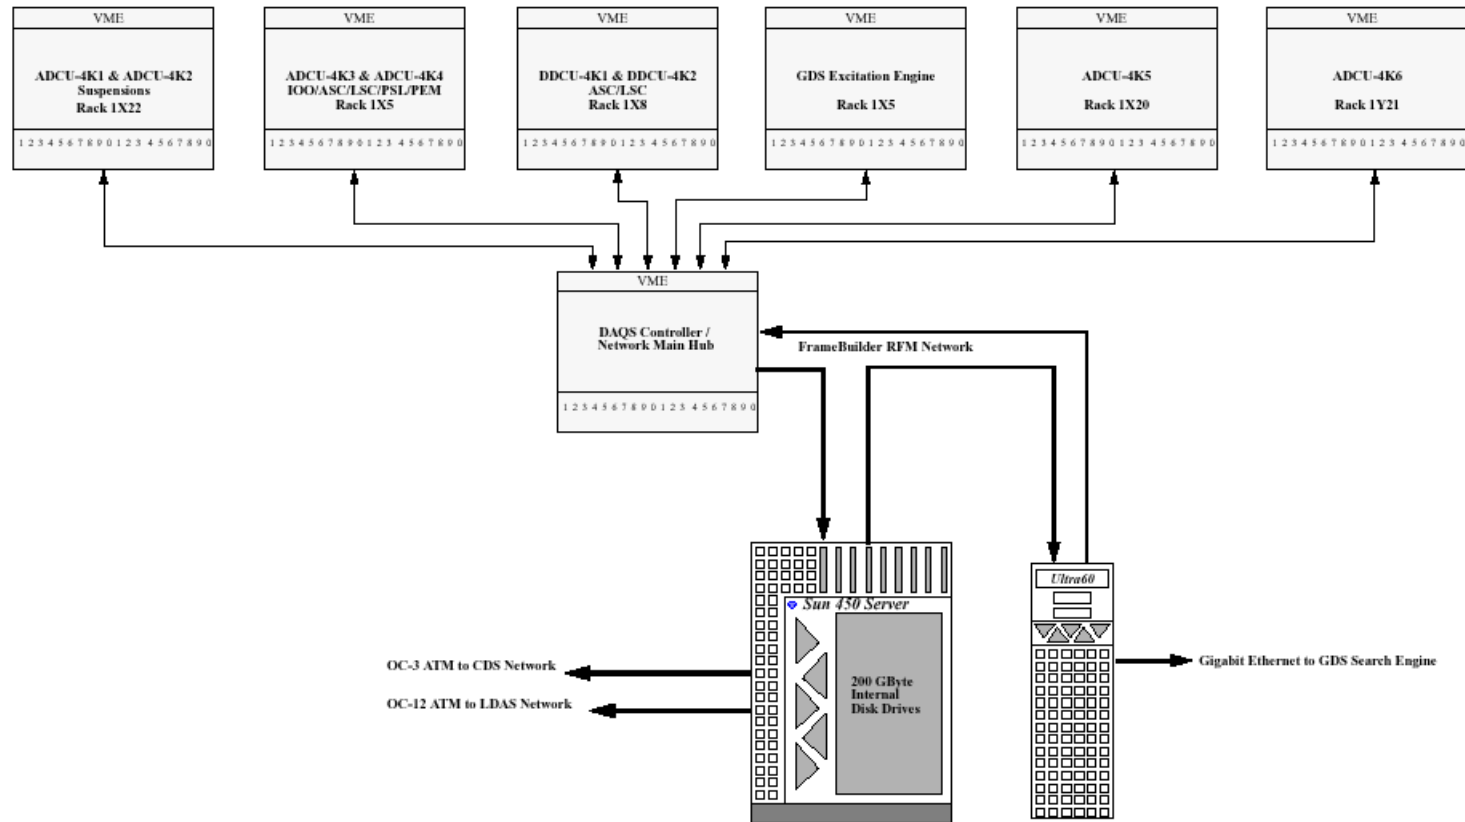 VME
ADCU-4K1 & ADCU-4K2
Suspensions
Rack 1X22
1 2 3 4 5 6 7 8 9 0 1 2 3 4 5 6 7 8 9 0
VME
ADCU-4K3 & ADCU-4K4
IOO/ASC/LSC/PSL/PEM
Rack 1X5
1 2 3 4 5 6 7 8 9 0 1 2 3 4 5 6 7 8 9 0
VME
DDCU-4K1 & DDCU-4K2
ASC/LSC
Rack 1X8
1 2 3 4 5 6 7 8 9 0 1 2 3 4 5 6 7 8 9 0
VME
GDS Excitation Engine
Rack 1X5
1 2 3 4 5 6 7 8 9 0 1 2 3 4 5 6 7 8 9 0
VME
ADCU-4K5
Rack 1X20
1 2 3 4 5 6 7 8 9 0 1 2 3 4 5 6 7 8 9 0
VME
ADCU-4K6
Rack 1Y21
1 2 3 4 5 6 7 8 9 0 1 2 3 4 5 6 7 8 9 0
VME
DAQS Controller /
Network Main Hub
1 2 3 4 5 6 7 8 9 0 1 2 3 4 5 6 7 8 9 0
FrameBuilder RFM Network
Sun 450 Server
200 GByte
Internal
Disk Drives
OC-3 ATM to CDS Network
OC-12 ATM to LDAS Network
Ultra60
Gigabit Ethernet to GDS Search Engine